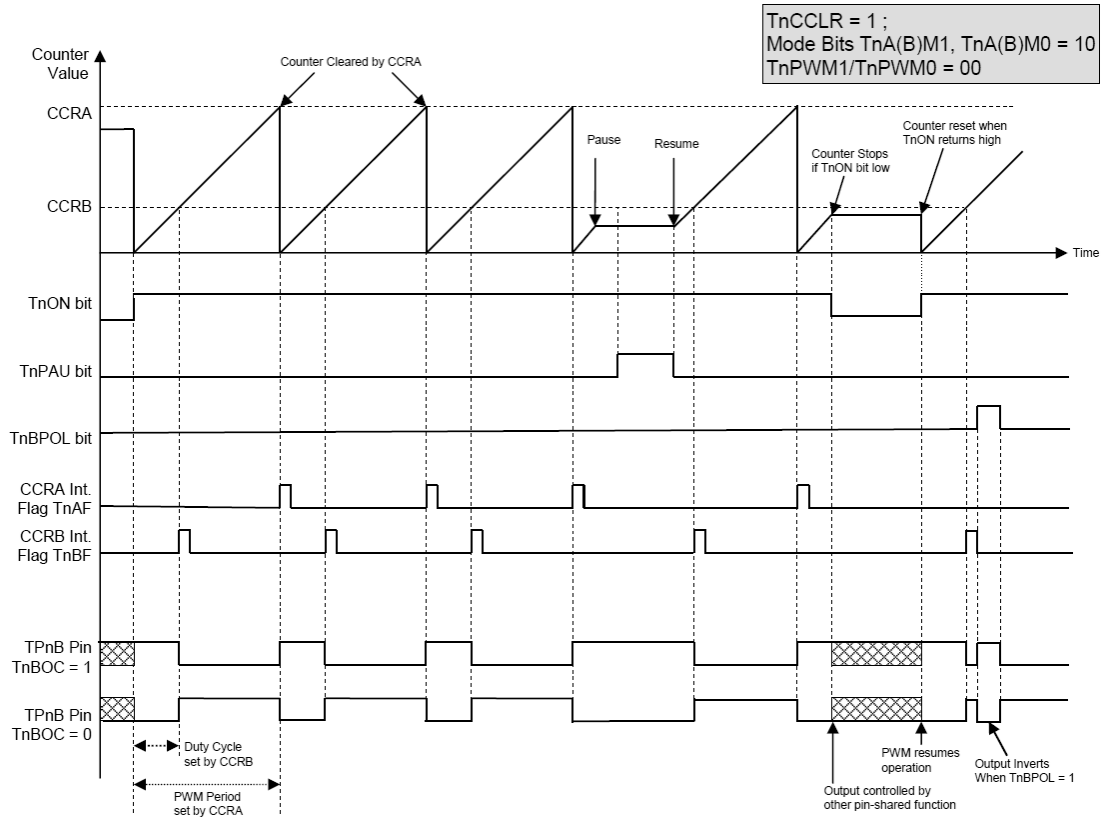 TnCCLR = 1 ;
Mode Bits TnA(B)M1, TnA(B)M0 = 10
TnPWM1/TnPWM0 = 00
Counter
Value
Counter Cleared by CCRA
CCRA
Pause
Resume
Counter Stops
if TnON bit low
Counter reset when
TnON returns high
CCRB
Time
TnON bit
TnPAU bit
TnBPOL bit
CCRA Int.
Flag TnAF
CCRB Int.
Flag TnBF
TPnB Pin
TnBOC = 1
TPnB Pin
TnBOC = 0
Duty Cycle
set by CCRB
PWM Period
set by CCRA
Output controlled by
other pin-shared function
PWM resumes
operation
Output Inverts
When TnBPOL = 1